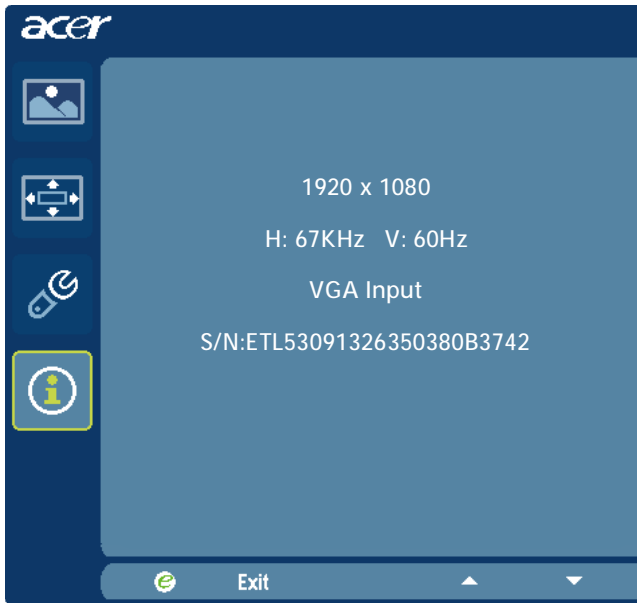 acer
1920 x 1080
H: 67KHz V: 60Hz
VGA Input
S/N:ETL53091326350380B3742
e Exit